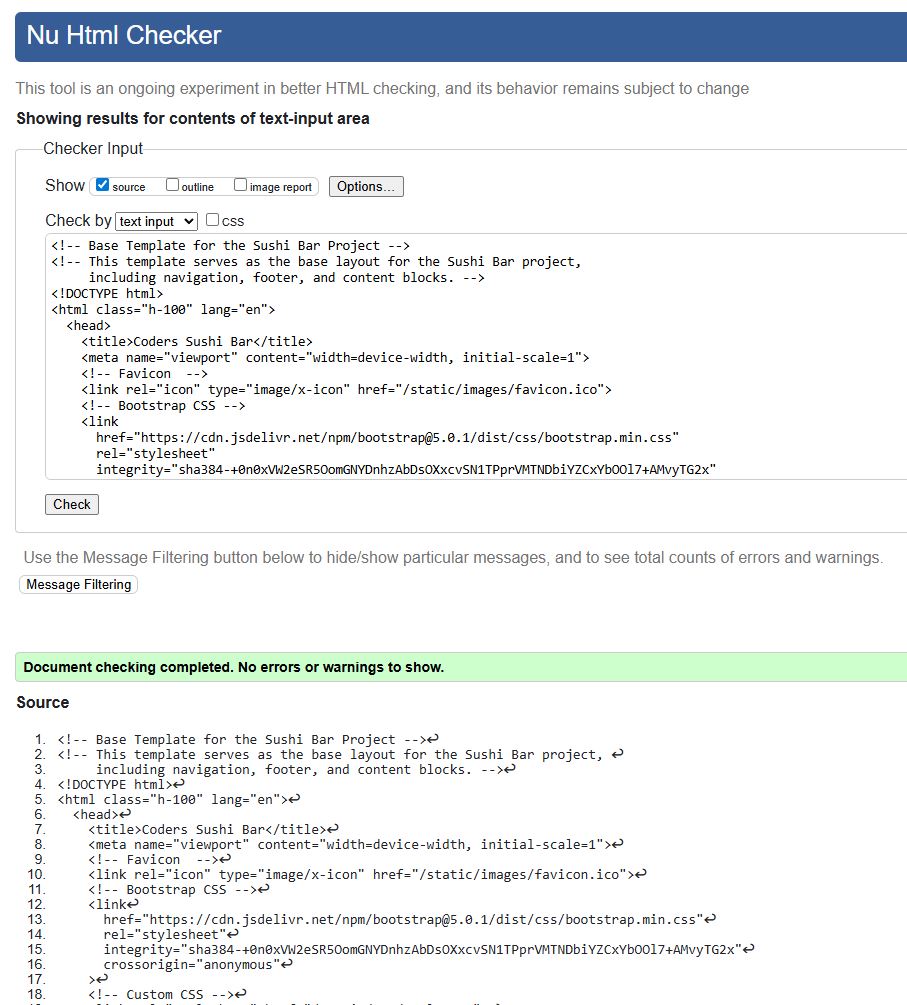 Nu Html Checker
This tool is an ongoing experiment in better HTML checking, and its behavior remains subject to change
Showing results for contents of text-input area
Checker Input
Show source outline image report Options...
Check by text input css
<!-- Base Template for the Sushi Bar Project -->
<!-- This template serves as the base layout for the Sushi Bar project,
     including navigation, footer, and content blocks. -->
<!DOCTYPE html>
<html class="h-100" lang="en">
  <head>
    <title>Coders Sushi Bar</title>
    <meta name="viewport" content="width=device-width, initial-scale=1">
    <!-- Favicon  -->
    <link rel="icon" type="image/x-icon" href="/static/images/favicon.ico">
    <!-- Bootstrap CSS -->
    <link
      href="https://cdn.jsdelivr.net/npm/bootstrap@5.0.1/dist/css/bootstrap.min.css"
      rel="stylesheet"
      integrity="sha384-+0n0xVW2eSR5OomGNYDnhzAbDsOXxcvSN1TPprVMTNDbiYZCxYbOOl7+AMvyTG2x"
Check
Use the Message Filtering button below to hide/show particular messages, and to see total counts of errors and warnings.
Message Filtering
Document checking completed. No errors or warnings to show.
Source
1. <!-- Base Template for the Sushi Bar Project -->↩
2. <!-- This template serves as the base layout for the Sushi Bar project, ↩
3.      including navigation, footer, and content blocks. -->↩
4. <!DOCTYPE html>↩
5. <html class="h-100" lang="en">↩
6.   <head>↩
7.     <title>Coders Sushi Bar</title>↩
8.     <meta name="viewport" content="width=device-width, initial-scale=1">↩
9.     <!-- Favicon  -->↩
10.     <link rel="icon" type="image/x-icon" href="/static/images/favicon.ico">↩
11.     <!-- Bootstrap CSS -->↩
12.     <link↩
13.       href="https://cdn.jsdelivr.net/npm/bootstrap@5.0.1/dist/css/bootstrap.min.css"↩
14.       rel="stylesheet"↩
15.       integrity="sha384-+0n0xVW2eSR5OomGNYDnhzAbDsOXxcvSN1TPprVMTNDbiYZCxYbOOl7+AMvyTG2x"↩
16.       crossorigin="anonymous"↩
17.     >↩
18.     <!-- Custom CSS -->↩